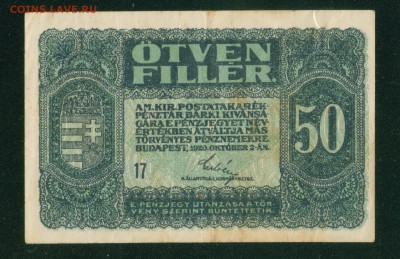 COINS.LAVE.RU
ÖTVEN
FILLÉR.
A M. KIR. POSTATAKARÉK-
PÉNZTÁR BÁRKI KIVÁNSÁ-
GÁRA E PÉNZJEGYET NÉV-
ÉRTÉKBEN ÁTVÁLTJA MÁS
TÖRVÉNYES PÉNZNEMEKRE.
BUDAPEST, 1920. OKTÓBER 2-ÁN.
50
17
E PÉNZJEGY UTÁNZÁSA A TÖR-
VÉNY SZERINT BÜNTETTETIK.